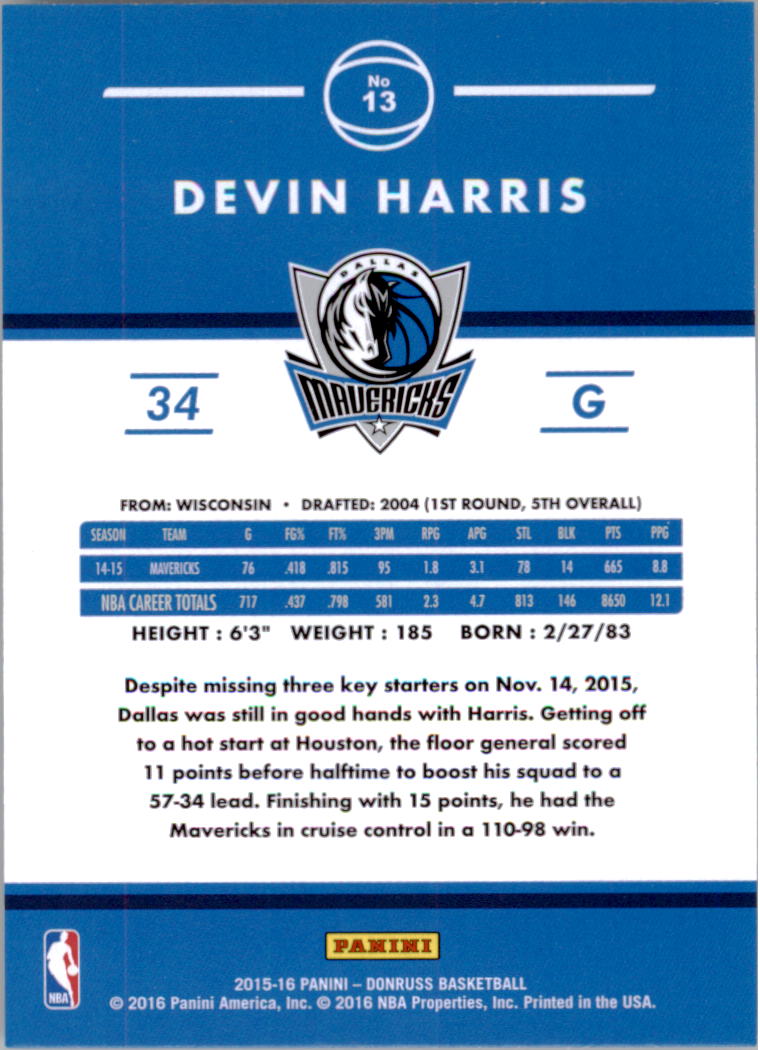 No
13
DEVIN HARRIS
DALLAS
MAVERICKS
34
G
FROM: WISCONSIN • DRAFTED: 2004 (1ST ROUND, 5TH OVERALL)
SEASON TEAM G FG% FT% 3PM RPG APG STL BLK PTS PPG
14-15 MAVERICKS 76 .418 .815 95 1.8 3.1 78 14 665 8.8
NBA CAREER TOTALS 717 .437 .798 581 2.3 4.7 813 146 8650 12.1
HEIGHT : 6'3" WEIGHT : 185 BORN : 2/27/83
Despite missing three key starters on Nov. 14, 2015,
Dallas was still in good hands with Harris. Getting off
to a hot start at Houston, the floor general scored
11 points before halftime to boost his squad to a
57-34 lead. Finishing with 15 points, he had the
Mavericks in cruise control in a 110-98 win.
PANINI
NBA
2015-16 PANINI – DONRUSS BASKETBALL
© 2016 Panini America, Inc. © 2016 NBA Properties, Inc. Printed in the USA.